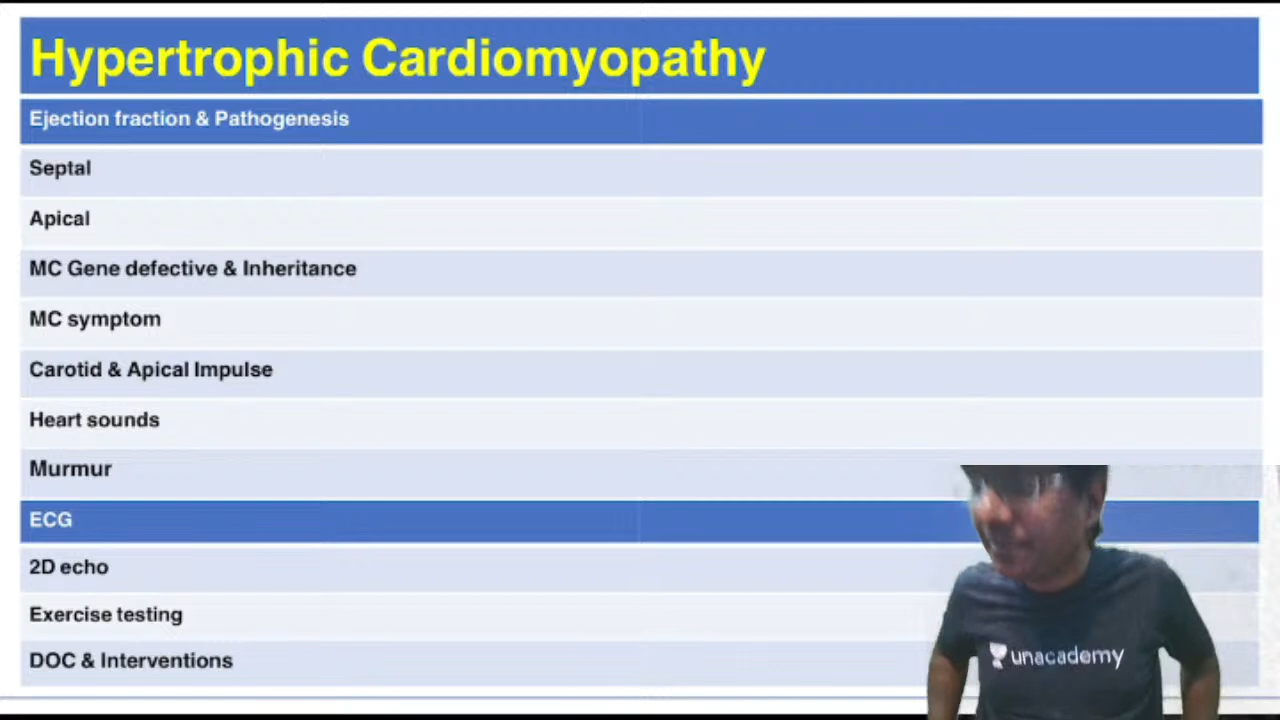 Hypertrophic Cardiomyopathy
Ejection fraction & Pathogenesis
Septal
Apical
MC Gene defective & Inheritance
MC symptom
Carotid & Apical Impulse
Heart sounds
Murmur
ECG
2D echo
Exercise testing
DOC & Interventions
unacademy